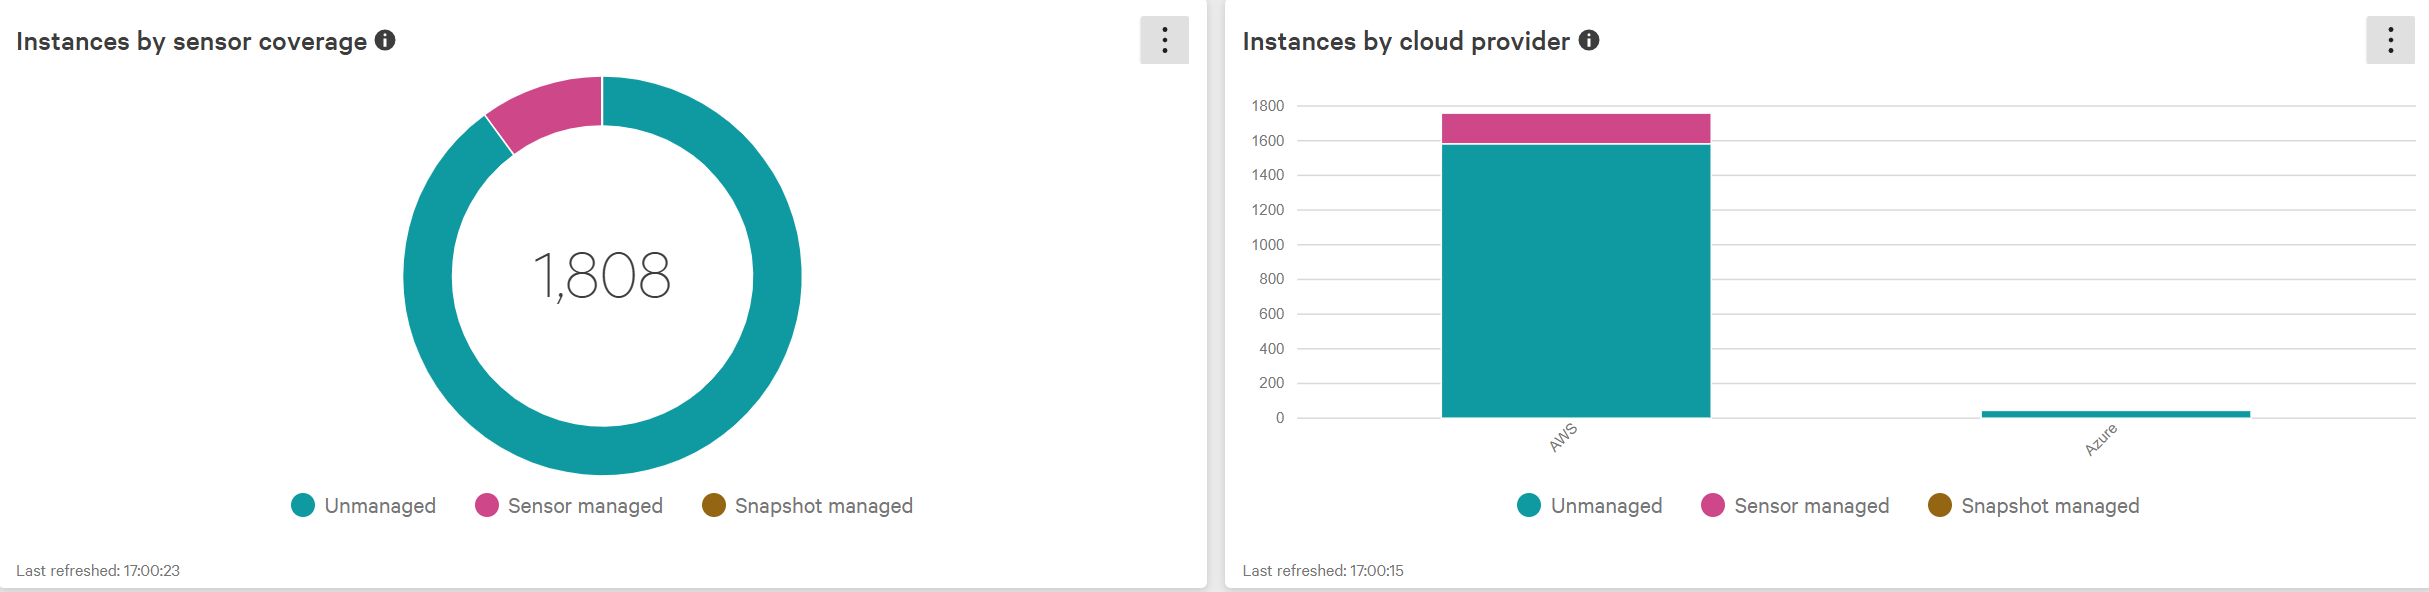 Instances by sensor coverage
1,808
Unmanaged
Sensor managed
Snapshot managed
Last refreshed: 17:00:23
Instances by cloud provider
1800
1600
1400
1200
1000
800
600
400
200
0
AWS
Azure
Unmanaged
Sensor managed
Snapshot managed
Last refreshed: 17:00:15